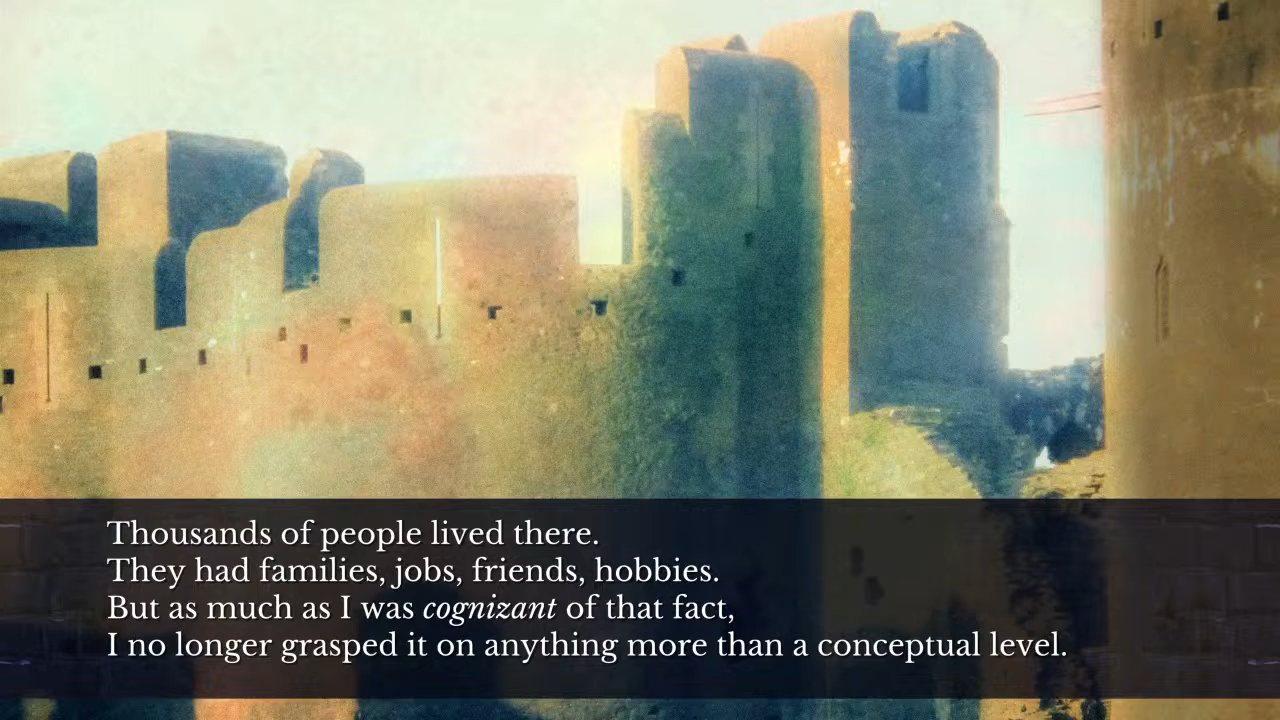 Thousands of people lived there.
They had families, jobs, friends, hobbies.
But as much as I was cognizant of that fact,
I no longer grasped it on anything more than a conceptual level.